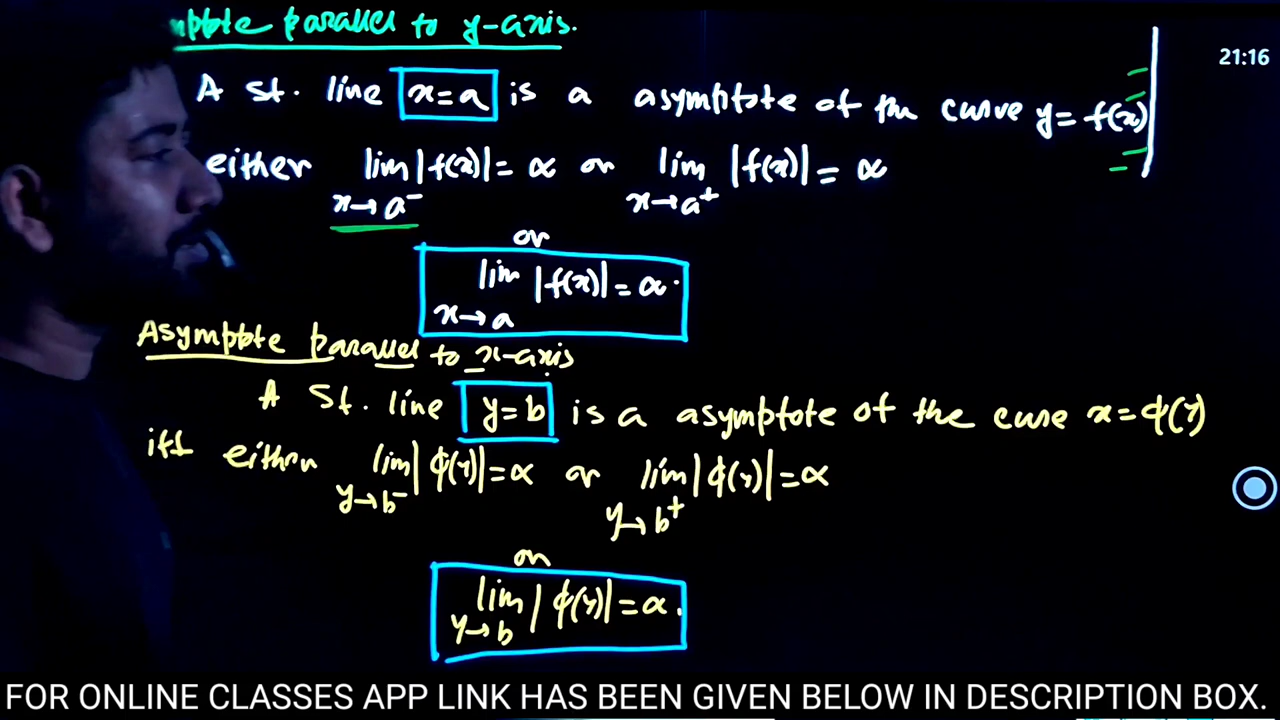 parallel to y-axis.
21:16
A st. line x=a is a asymptote of the curve y=f(x)
either lim |f(x)|=∝ or lim |f(x)|=∝
x→a⁻ x→a⁺
or
lim |f(x)|=∝.
x→a
Asymptote parallel to x-axis
A St. line y=b is a asymptote of the curve x=ϕ(y)
iff either lim |ϕ(y)|=∝ or lim |ϕ(y)|=∝
y→b⁻ y→b⁺
or
lim |ϕ(y)|=∝.
y→b
FOR ONLINE CLASSES APP LINK HAS BEEN GIVEN BELOW IN DESCRIPTION BOX.